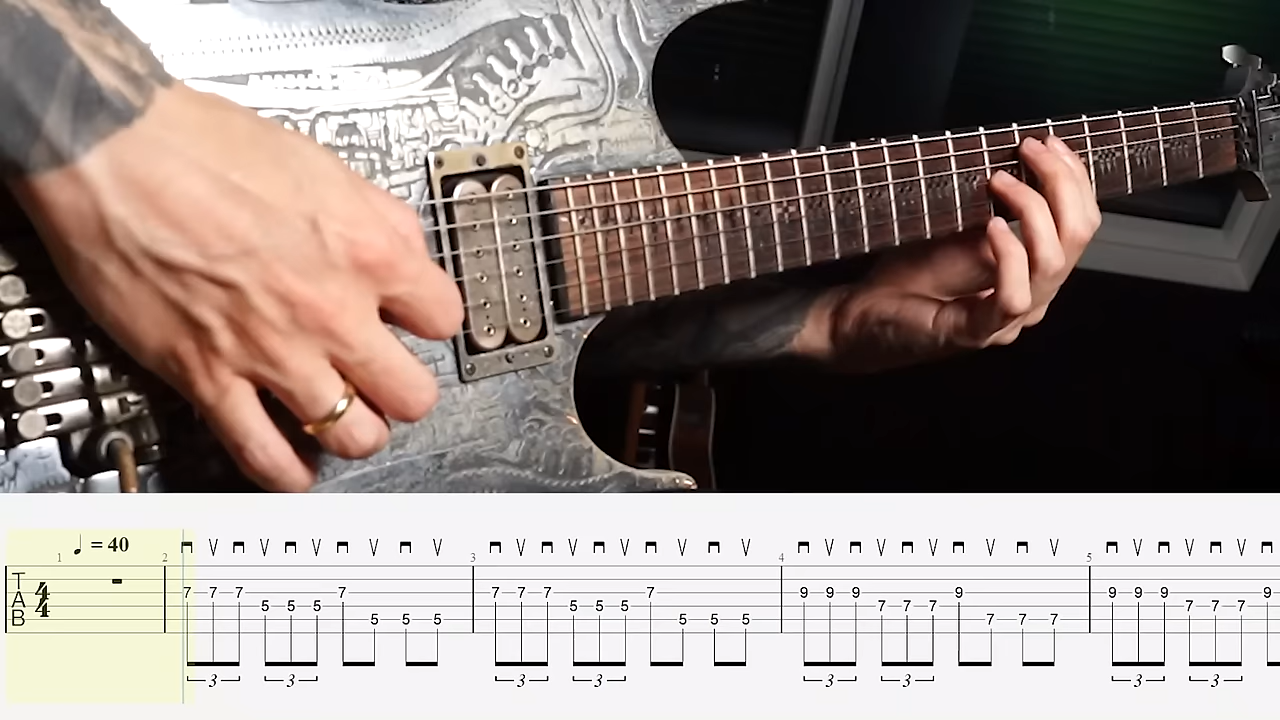 ♩ = 40
1 2 3 4 5
T
A
B
4
4
7 7 7 7 7 7 7 7 9 9 9 9 9 9 9 9
5 5 5 5 5 5 7 7 7 7 7 7
5 5 5 5 5 5 7 7 7
3 3 3 3 3 3 3 3